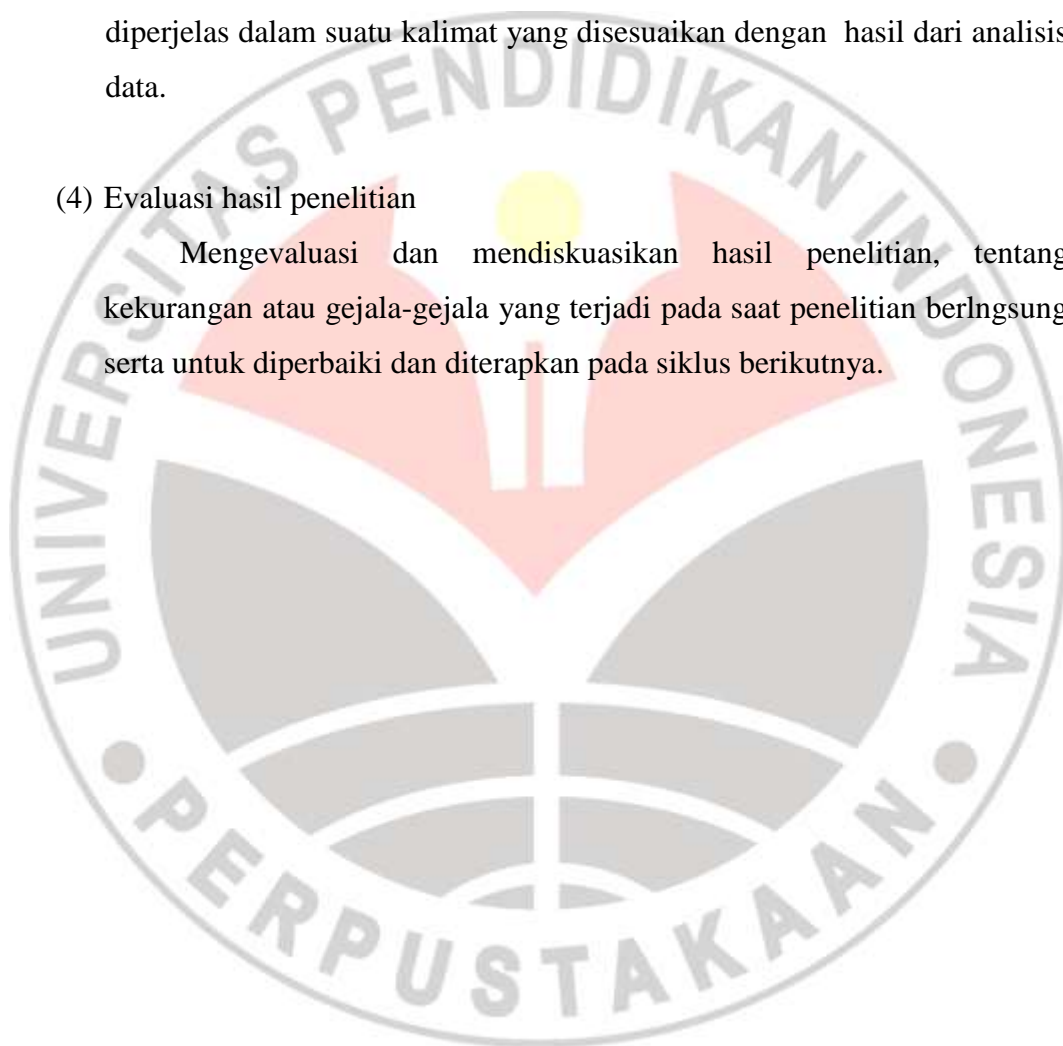 diperjelas dalam suatu kalimat yang disesuaikan dengan hasil dari analisis
data.
(4) Evaluasi hasil penelitian
Mengevaluasi dan mendiskuasikan hasil penelitian, tentang
kekurangan atau gejala-gejala yang terjadi pada saat penelitian berlngsung
serta untuk diperbaiki dan diterapkan pada siklus berikutnya.
UNIVERSITAS PENDIDIKAN INDONESIA
PERPUSTAKAAN